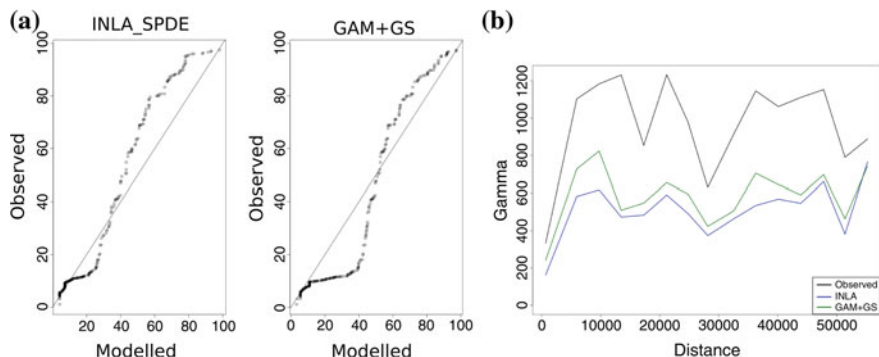 (a)
INLA_SPDE
GAM+GS
(b)
Observed
0 20 40 60 80 100
20 40 60 80 100
Modelled
Observed
0 20 40 60 80 100
0 20 40 60 80 100
Modelled
Gamma
0 200 400 600 800 1000 1200
0 10000 20000 30000 40000 50000
Distance
Observed
INLA
GAM+GS